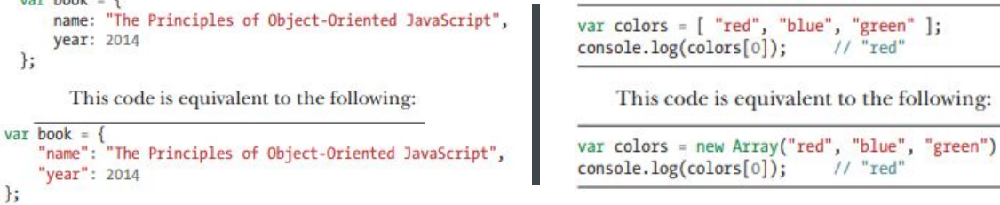 var book = {
name: "The Principles of Object-Oriented JavaScript",
year: 2014
};
This code is equivalent to the following:
var book = {
"name": "The Principles of Object-Oriented JavaScript",
"year": 2014
};
var colors = [ "red", "blue", "green" ];
console.log(colors[0]); // "red"
This code is equivalent to the following:
var colors = new Array("red", "blue", "green")
console.log(colors[0]); // "red"